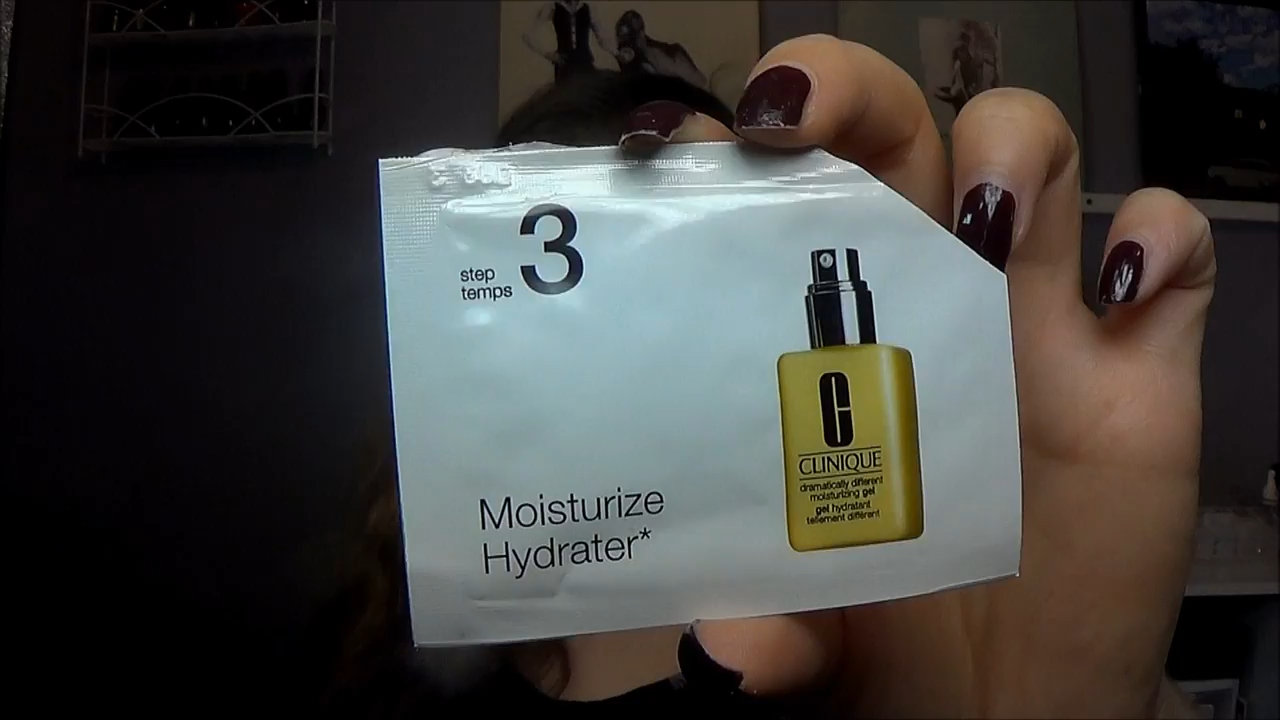 step
temps
3
Moisturize
Hydrater*
C
CLINIQUE
dramatically different
moisturizing gel
gel hydratant
tellement différent